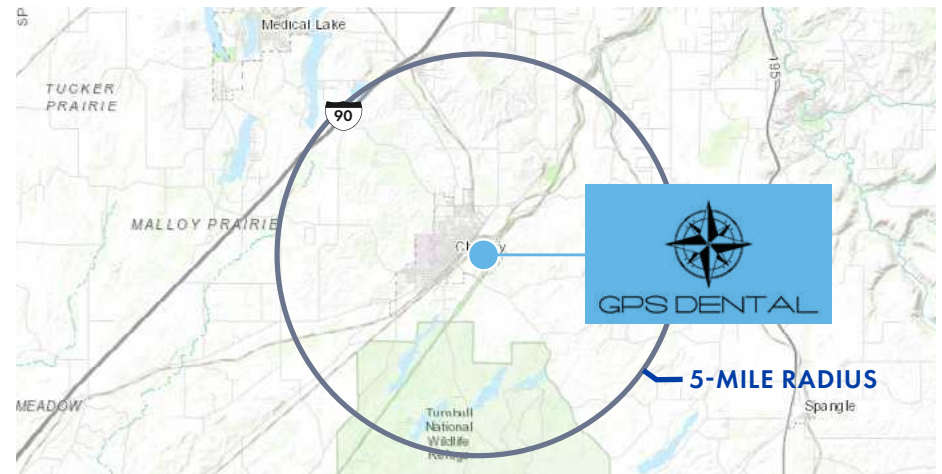 SP
Medical Lake
TUCKER
PRAIRIE
195
90
MALLOY PRAIRIE
GPS DENTAL
5-MILE RADIUS
MEADOW
Spangle
Turnbull
National
Wildlife
Refuge